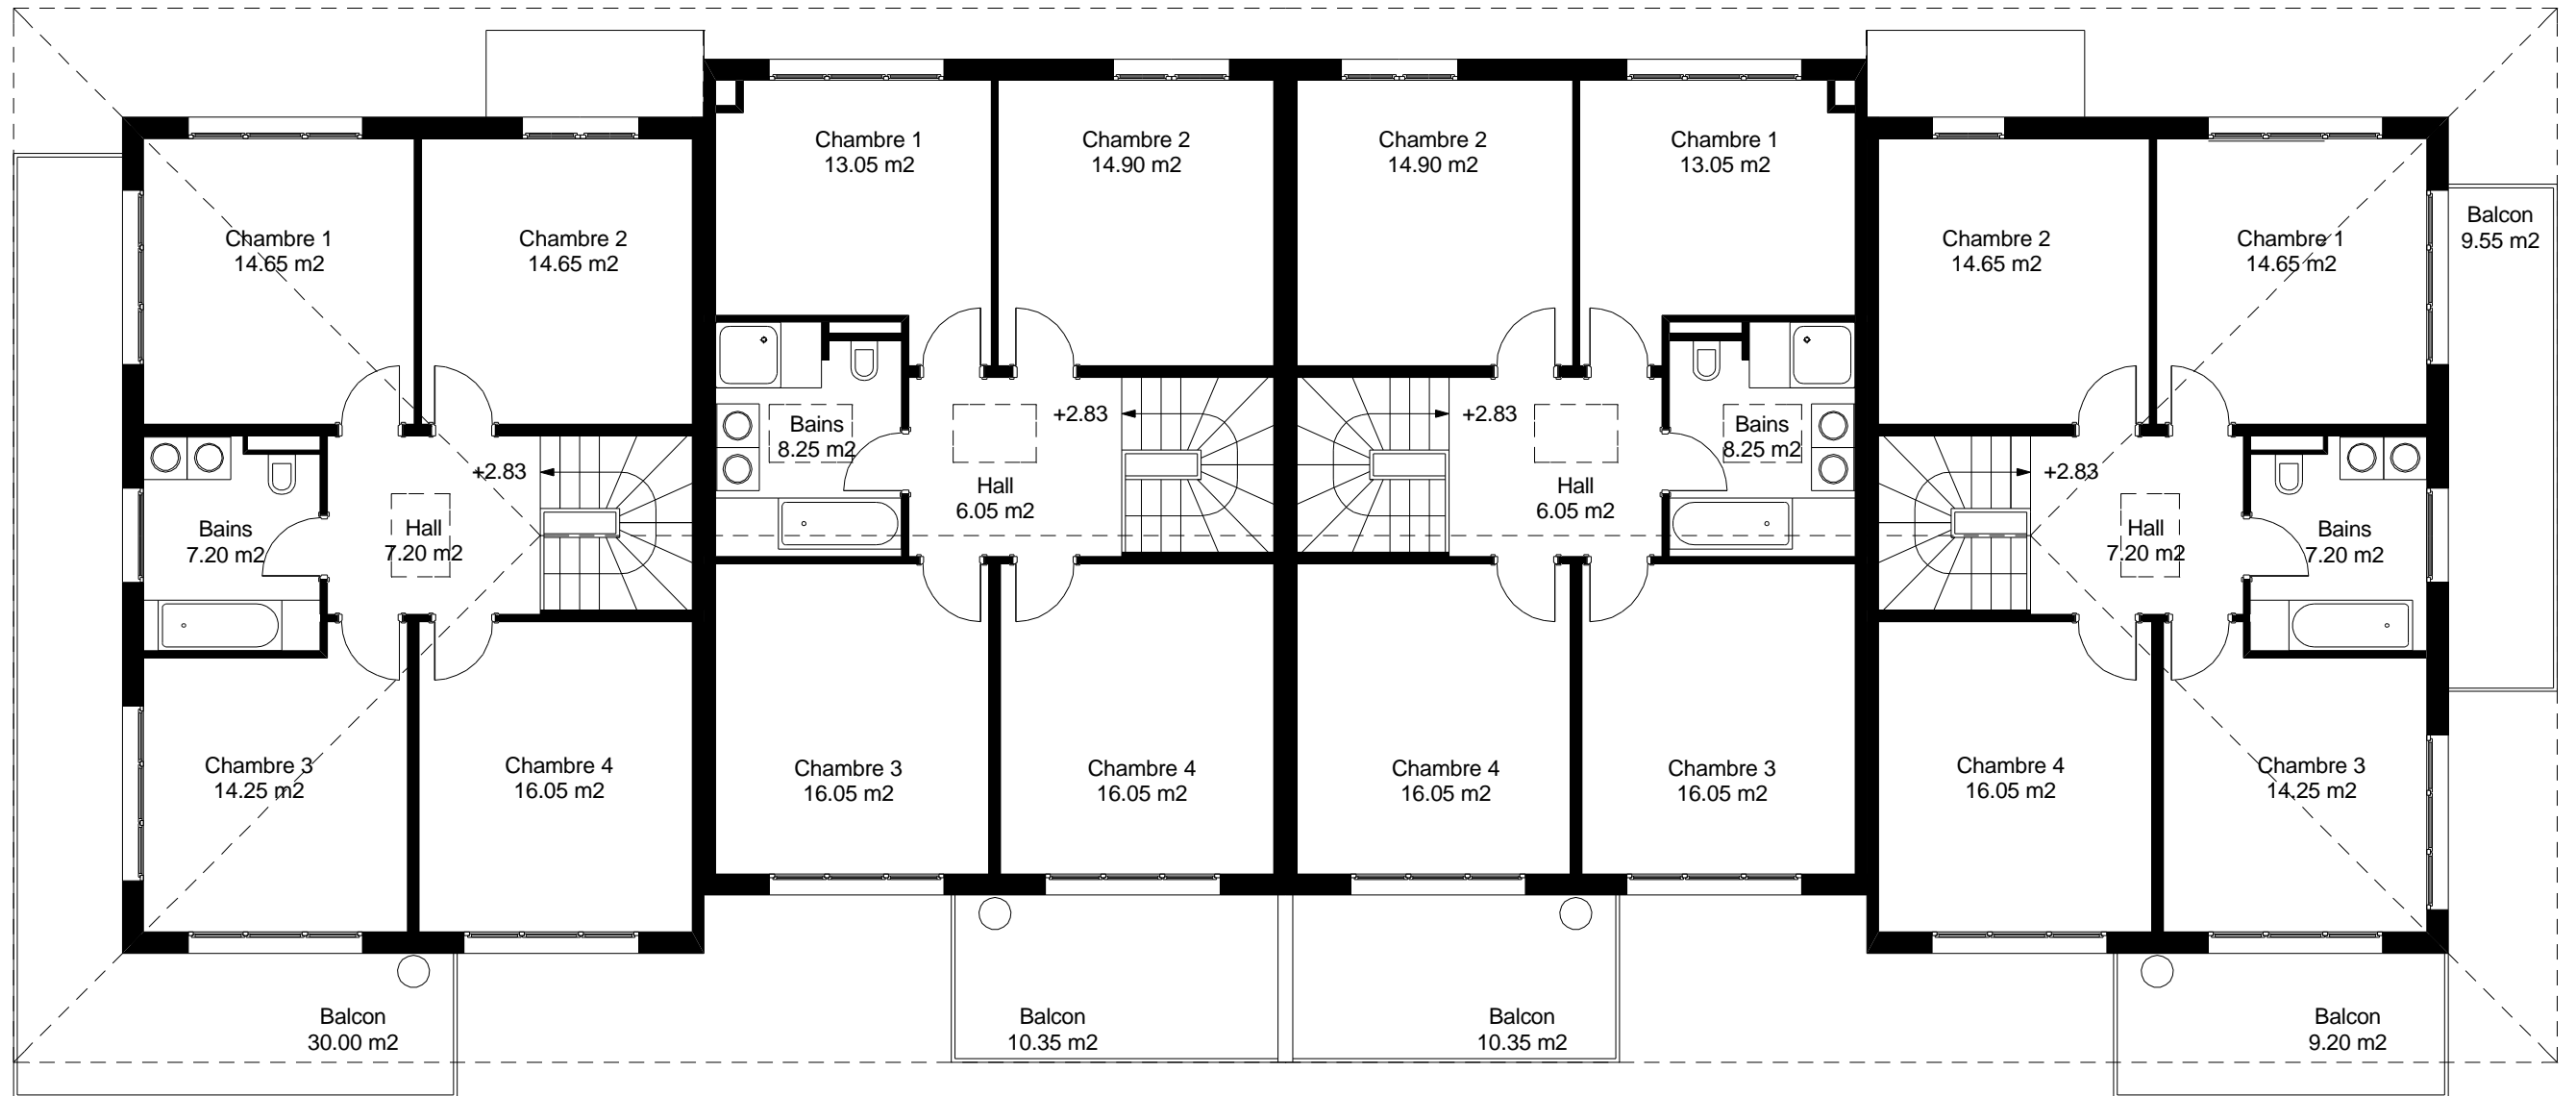 Chambre 1
13.05 m2
Chambre 2
14.90 m2
Chambre 2
14.90 m2
Chambre 1
13.05 m2
Chambre 1
14.65 m2
Chambre 2
14.65 m2
Chambre 2
14.65 m2
Chambre 1
14.65 m2
Balcon
9.55 m2
+2.83
Bains
7.20 m2
Hall
7.20 m2
Bains
8.25 m2
+2.83
Hall
6.05 m2
+2.83
Hall
6.05 m2
Bains
8.25 m2
+2.83
Hall
7.20 m2
Bains
7.20 m2
Chambre 3
14.25 m2
Chambre 4
16.05 m2
Chambre 3
16.05 m2
Chambre 4
16.05 m2
Chambre 4
16.05 m2
Chambre 3
16.05 m2
Chambre 4
16.05 m2
Chambre 3
14.25 m2
Balcon
30.00 m2
Balcon
10.35 m2
Balcon
10.35 m2
Balcon
9.20 m2